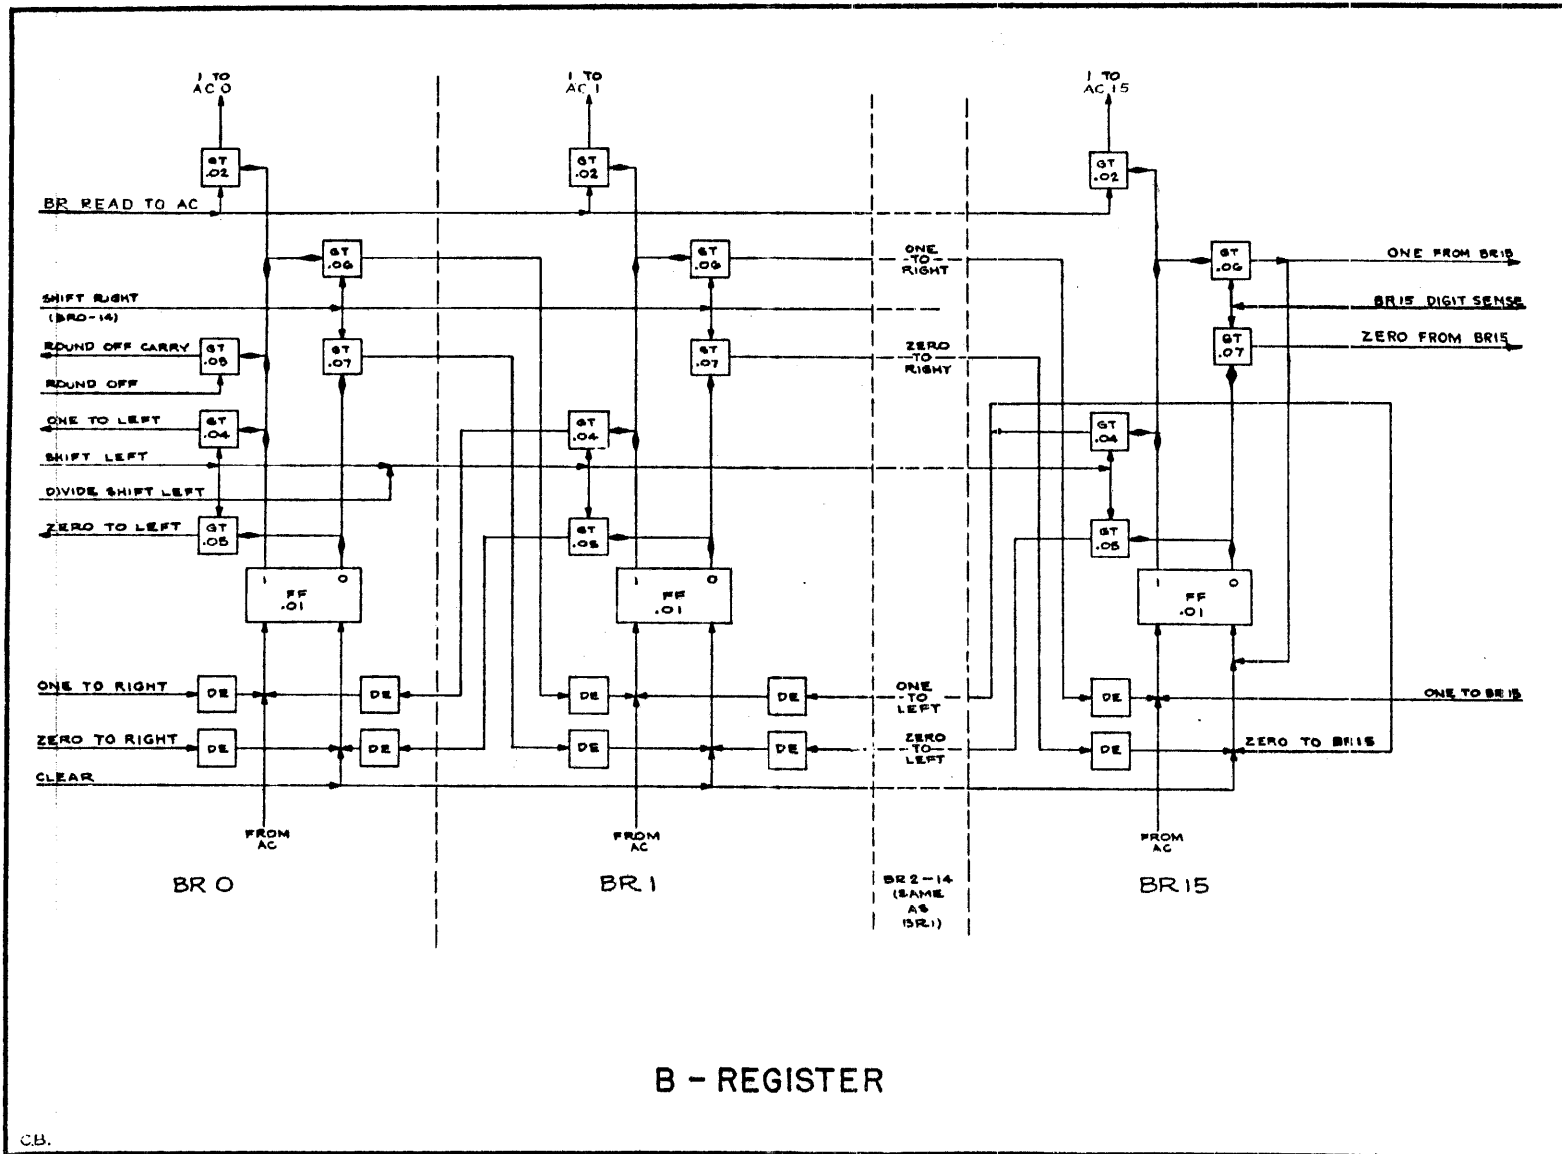 1 TO
AC 0
1 TO
AC 1
1 TO
AC 15
GT
.02
GT
.02
GT
.02
BR READ TO AC
GT
.06
GT
.06
ONE
TO
RIGHT
GT
.06
ONE FROM BR15
SHIFT RIGHT
(BR0-14)
BR15 DIGIT SENSE
ROUND OFF CARRY
GT
.08
GT
.07
GT
.07
ZERO
TO
RIGHT
GT
.07
ZERO FROM BR15
ROUND OFF
ONE TO LEFT
GT
.04
GT
.04
GT
.04
SHIFT LEFT
DIVIDE SHIFT LEFT
ZERO TO LEFT
GT
.05
GT
.05
GT
.05
1 0
FF
.01
1 0
FF
.01
1 0
FF
.01
ONE TO RIGHT
DE
DE
DE
DE
ONE
TO
LEFT
DE
ONE TO BR15
ZERO TO RIGHT
DE
DE
DE
DE
ZERO
TO
LEFT
DE
ZERO TO BR15
CLEAR
FROM
AC
FROM
AC
FROM
AC
BR 0
BR 1
BR 2-14
(SAME
AS
BR1)
BR 15
B - REGISTER
C.B.